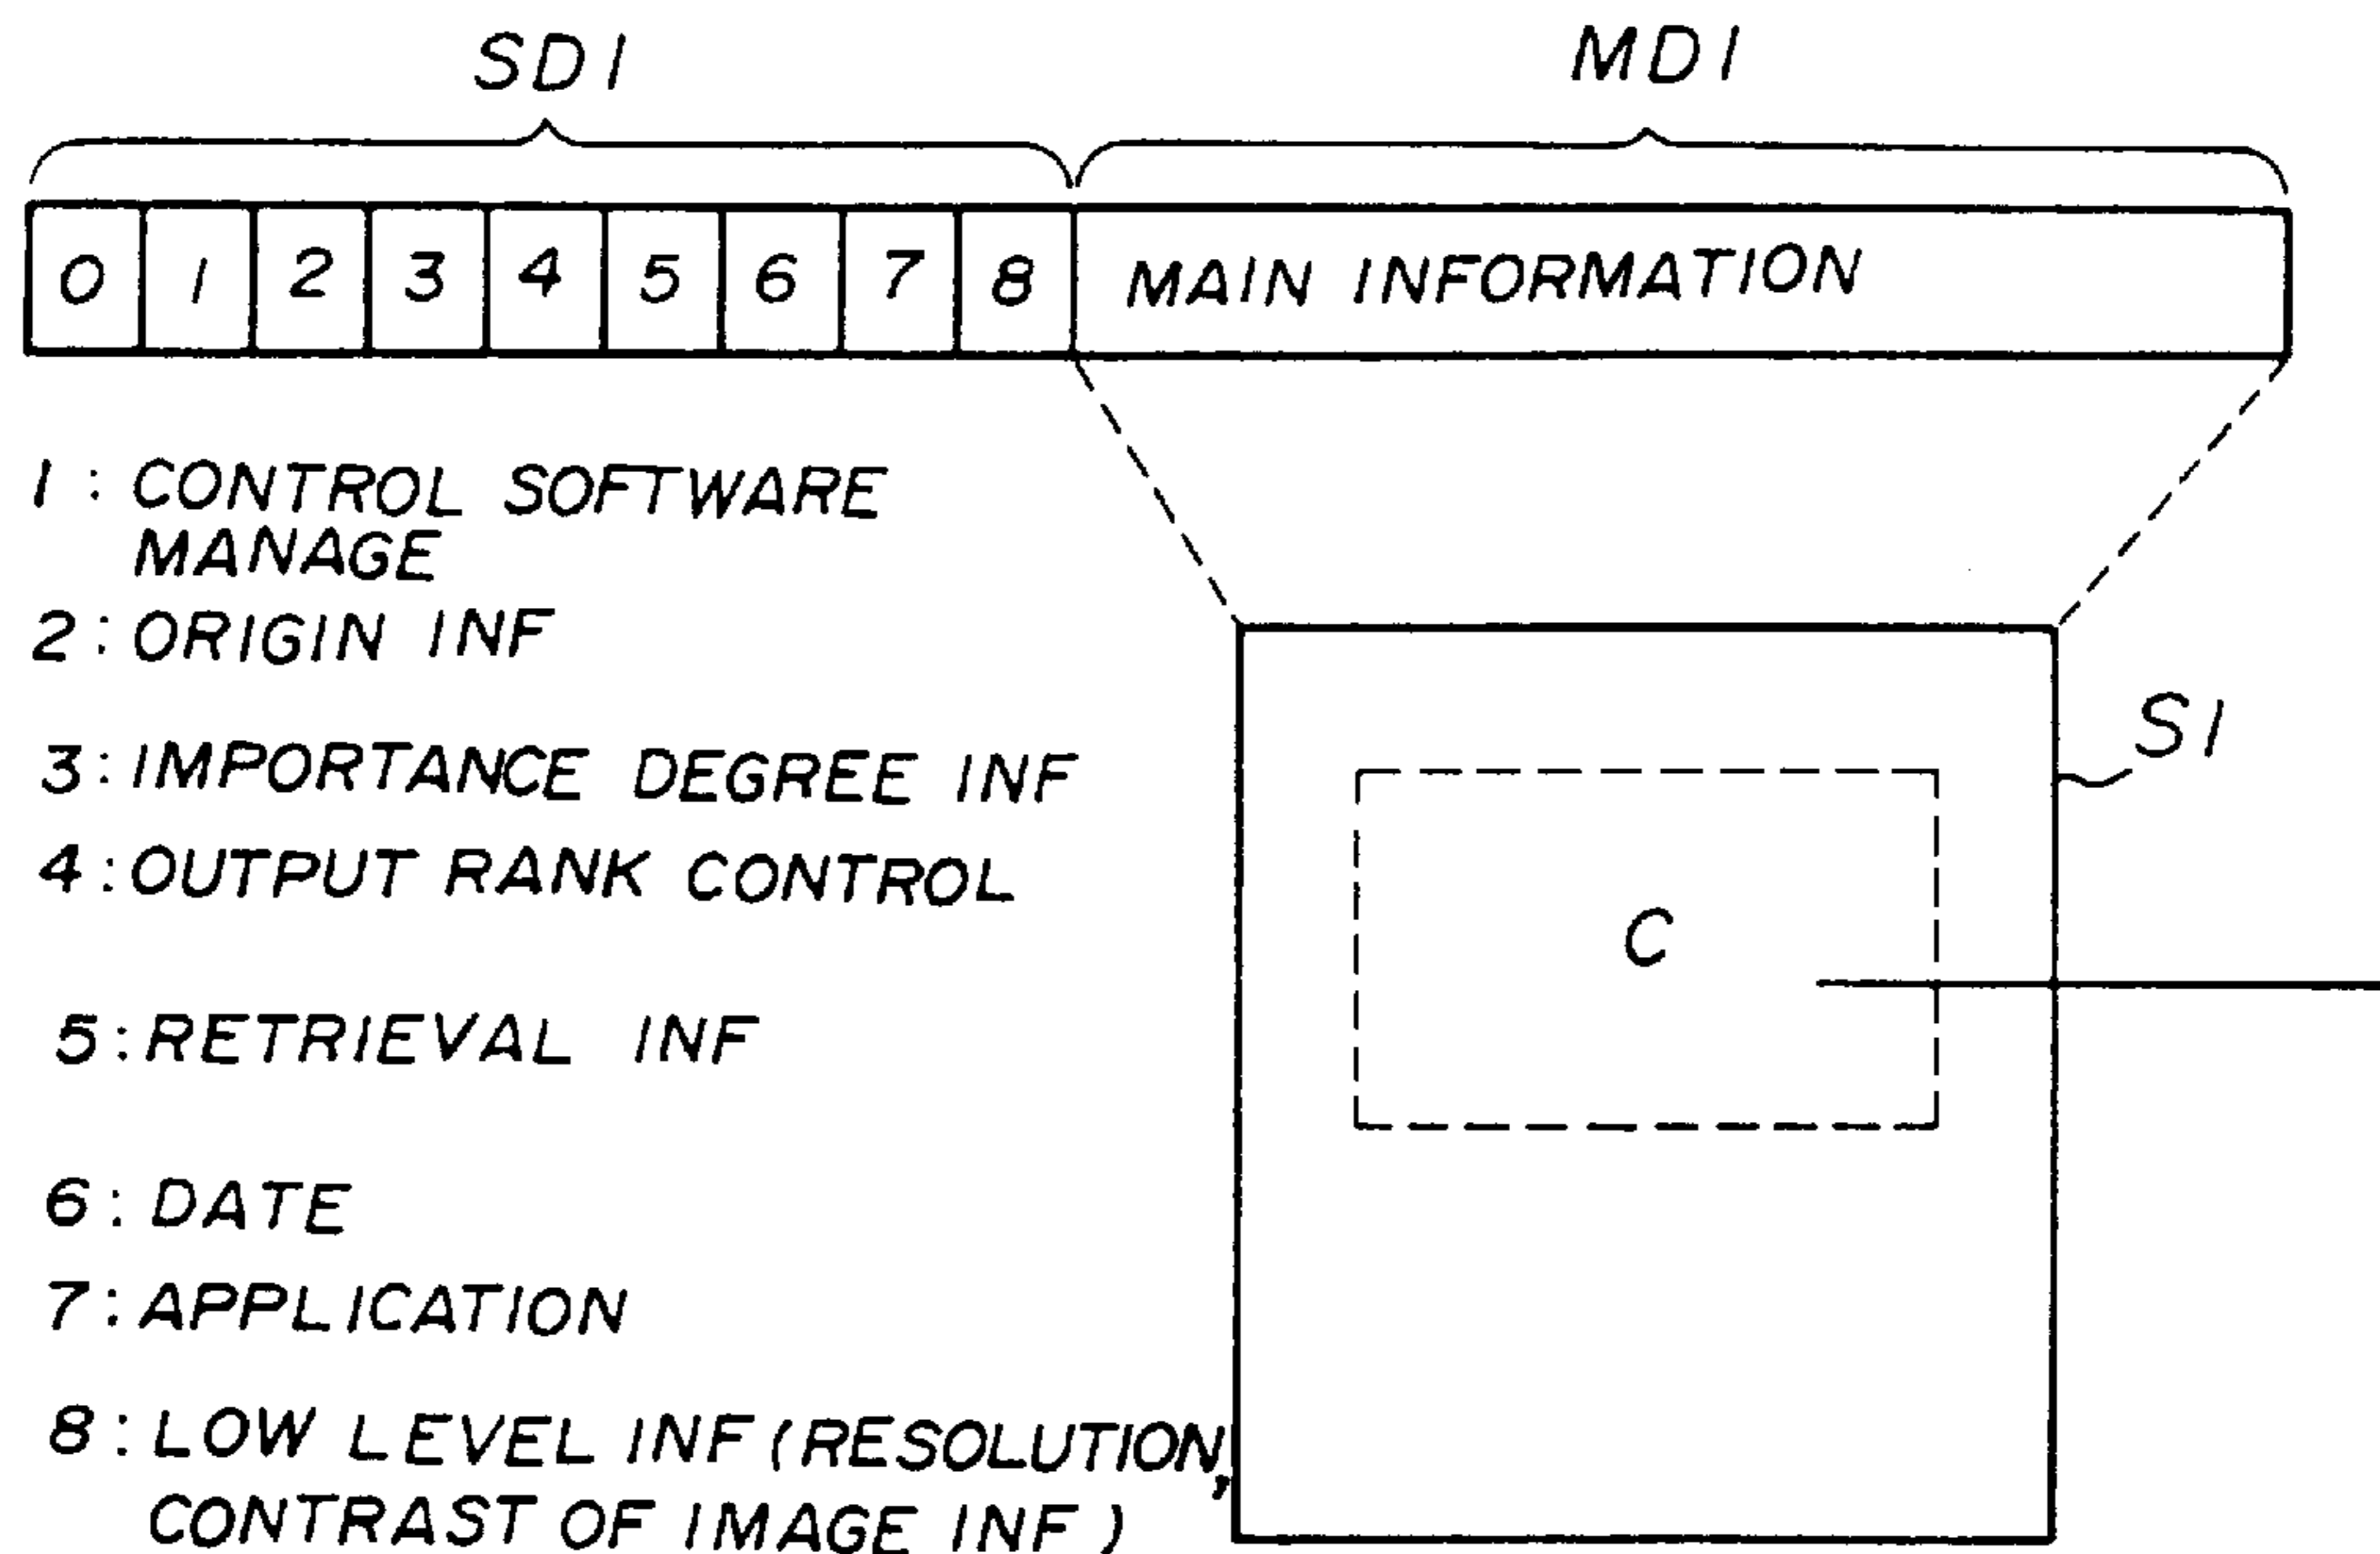 SDI MDI
0 1 2 3 4 5 6 7 8 MAIN INFORMATION
1 : CONTROL SOFTWARE
MANAGE
2 : ORIGIN INF
SI
3 : IMPORTANCE DEGREE INF
4 : OUTPUT RANK CONTROL
C
5 : RETRIEVAL INF
6 : DATE
7 : APPLICATION
8 : LOW LEVEL INF (RESOLUTION,
CONTRAST OF IMAGE INF)